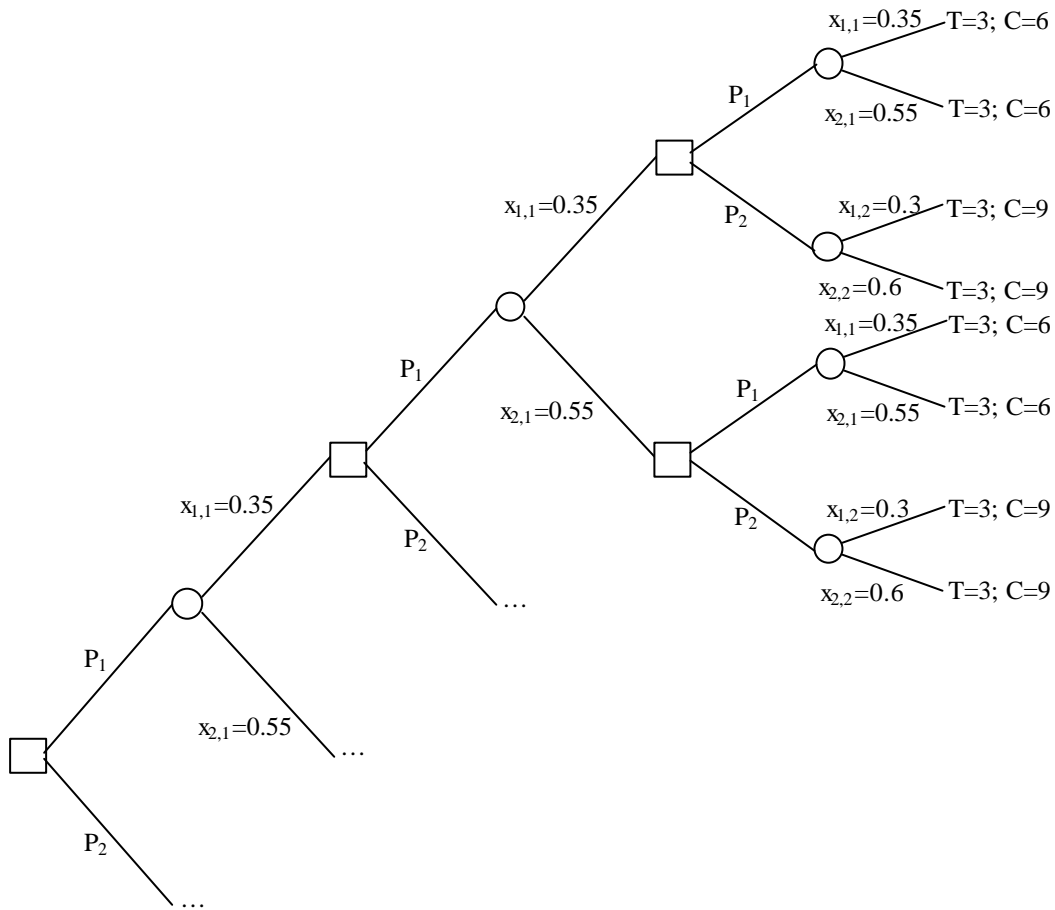 x1,1=0.35
T=3; C=6
P1
x2,1=0.55
T=3; C=6
x1,1=0.35
P2
x1,2=0.3
T=3; C=9
x2,2=0.6
T=3; C=9
x1,1=0.35
T=3; C=6
P1
x2,1=0.55
P1
x2,1=0.55
T=3; C=6
x1,1=0.35
P2
P2
x1,2=0.3
T=3; C=9
x2,2=0.6
T=3; C=9
...
P1
x2,1=0.55
...
P2
...